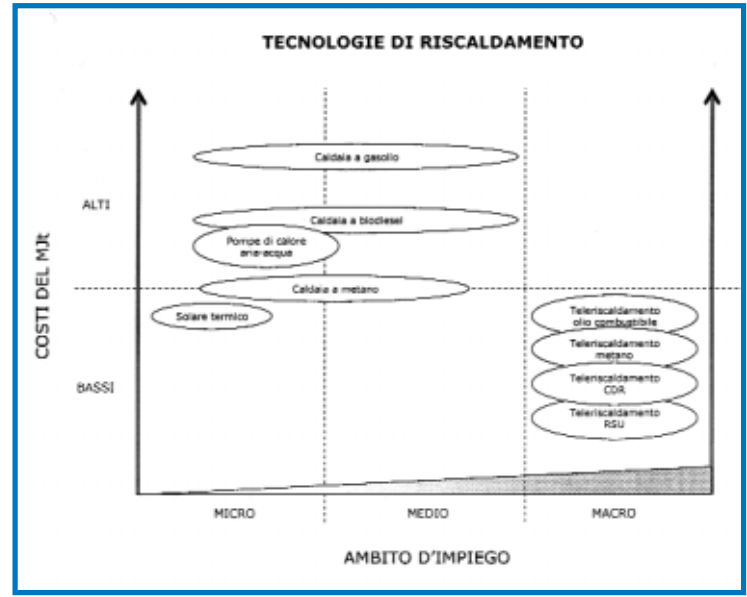 TECNOLOGIE DI RISCALDAMENTO
Caldaia a gasolio
ALTI
Caldaia a biodiesel
Pompe di calore
aria-acqua
COSTI DEL MJt
Caldaia a metano
Solare termico
Teleriscaldamento
olio combustibile
Teleriscaldamento
metano
BASSI
Teleriscaldamento
CDR
Teleriscaldamento
RSU
MICRO
MEDIO
MACRO
AMBITO D'IMPIEGO